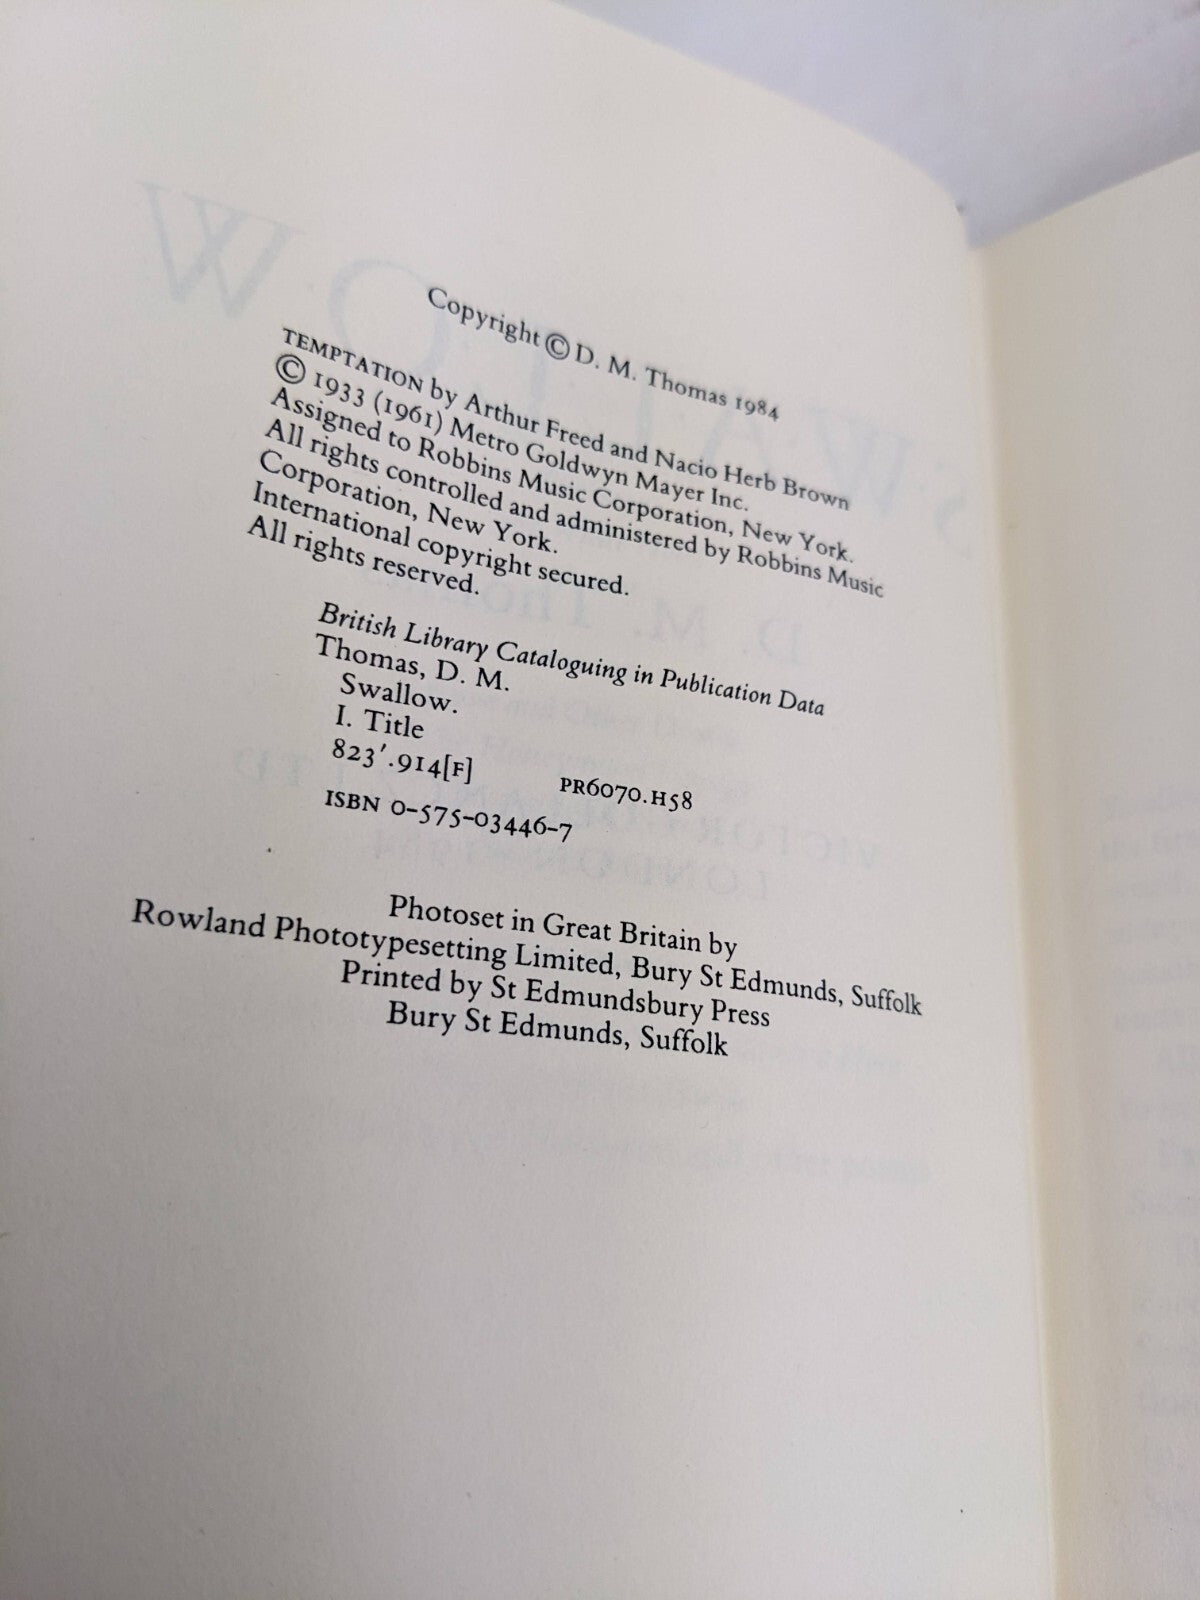 Copyright © D. M. Thomas 1984
TEMPTATION by Arthur Freed and Nacio Herb Brown
© 1933 (1961) Metro Goldwyn Mayer Inc.
Assigned to Robbins Music Corporation, New York.
All rights controlled and administered by Robbins Music
Corporation, New York.
International copyright secured.
All rights reserved.
British Library Cataloguing in Publication Data
Thomas, D. M.
Swallow.
I. Title
823'.914[F] PR6070.H58
ISBN 0-575-03446-7
Photoset in Great Britain by
Rowland Phototypesetting Limited, Bury St Edmunds, Suffolk
Printed by St Edmundsbury Press
Bury St Edmunds, Suffolk